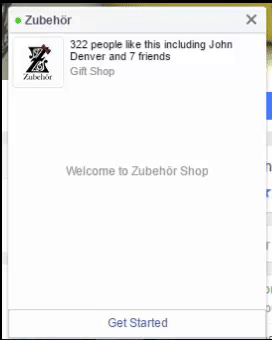 Zubehör
322 people like this including John
Denver and 7 friends
Gift Shop
Zubehör
Welcome to Zubehör Shop
Get Started